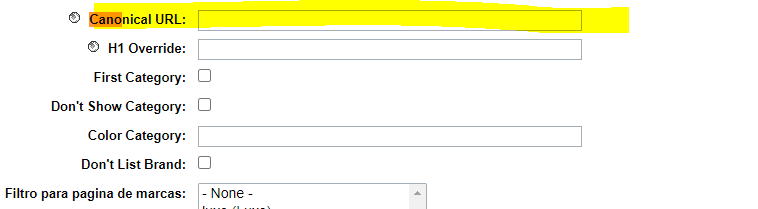 Canonical URL:
H1 Override:
First Category:
Don't Show Category:
Color Category:
Don't List Brand:
Filtro para pagina de marcas:
- None -